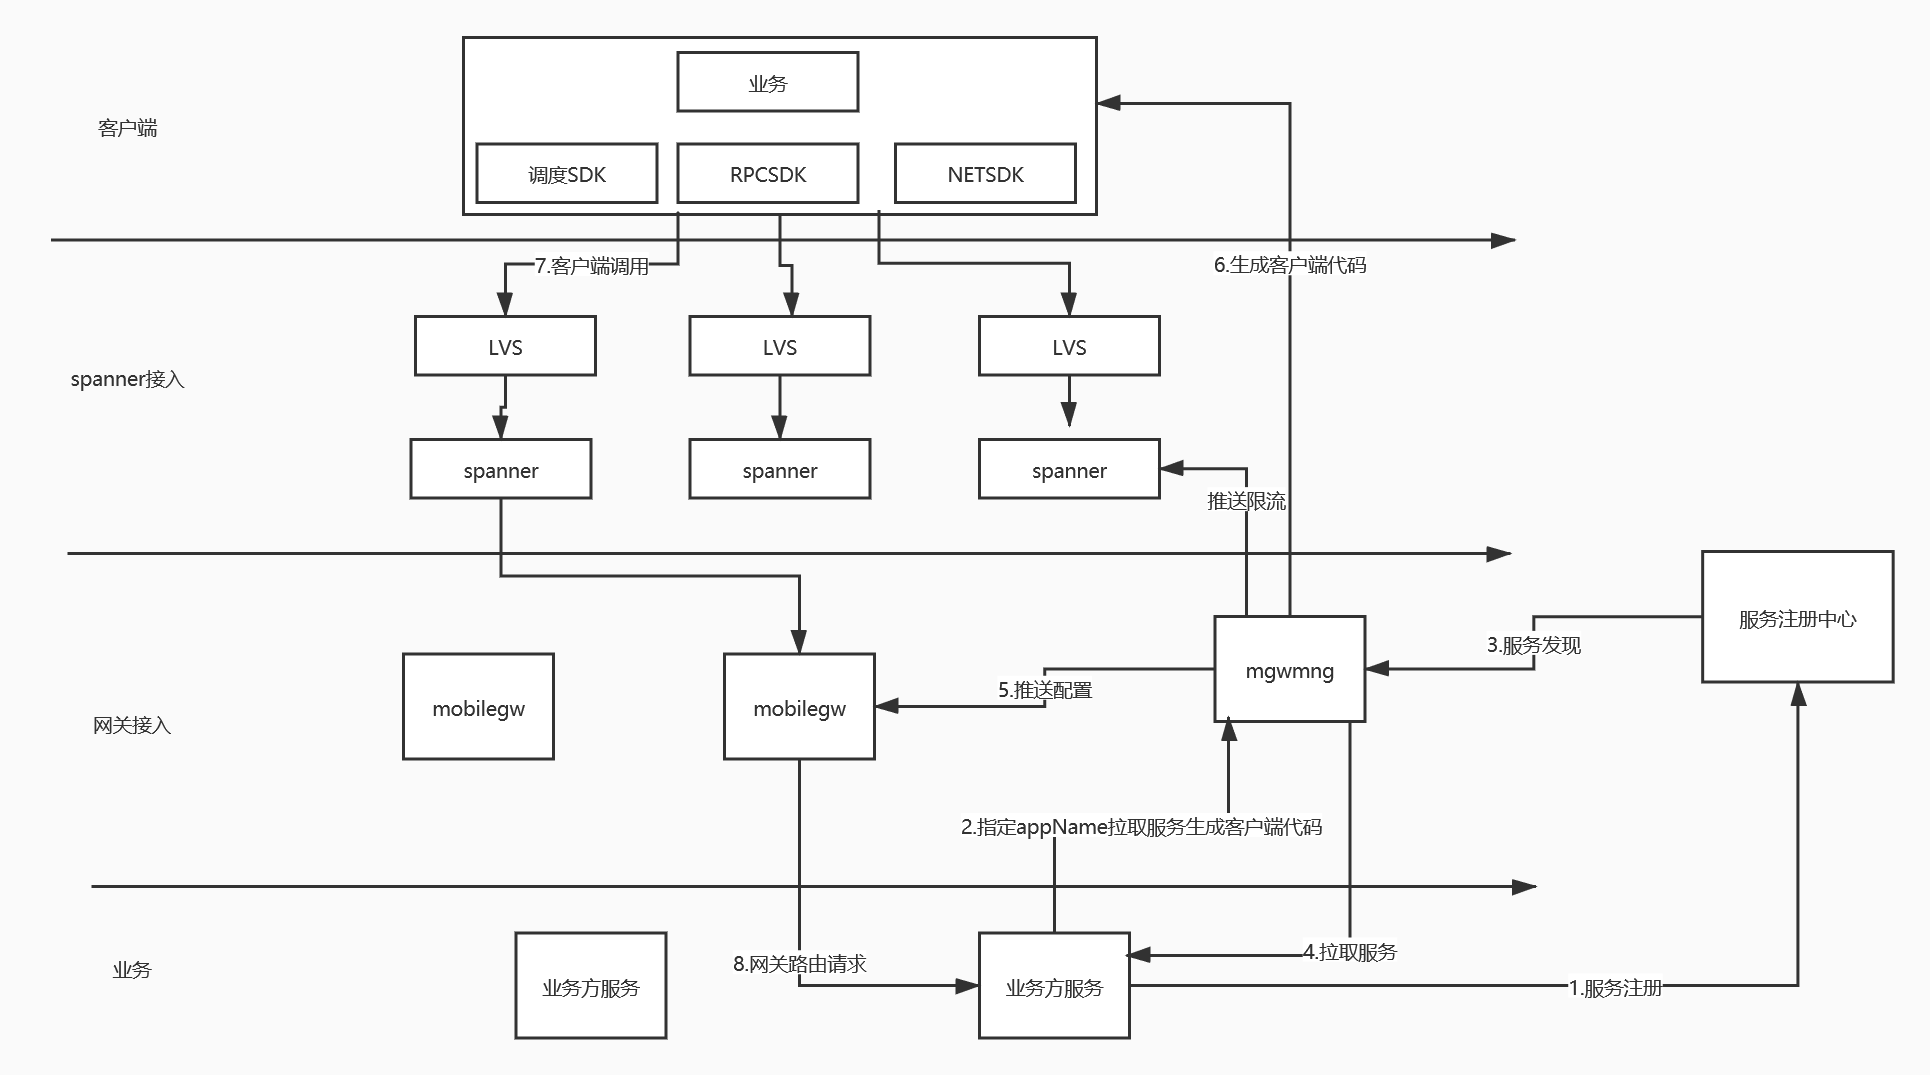 业务
客户端
调度SDK
RPCSDK
NETSDK
7.客户端调用
6.生成客户端代码
LVS
LVS
LVS
spanner接入
spanner
spanner
spanner
推送限流
服务注册中心
3.服务发现
mgwmng
5.推送配置
mobilegw
mobilegw
网关接入
2.指定appName拉取服务生成客户端代码
4.拉取服务
8.网关路由请求
业务
业务方服务
业务方服务
1.服务注册